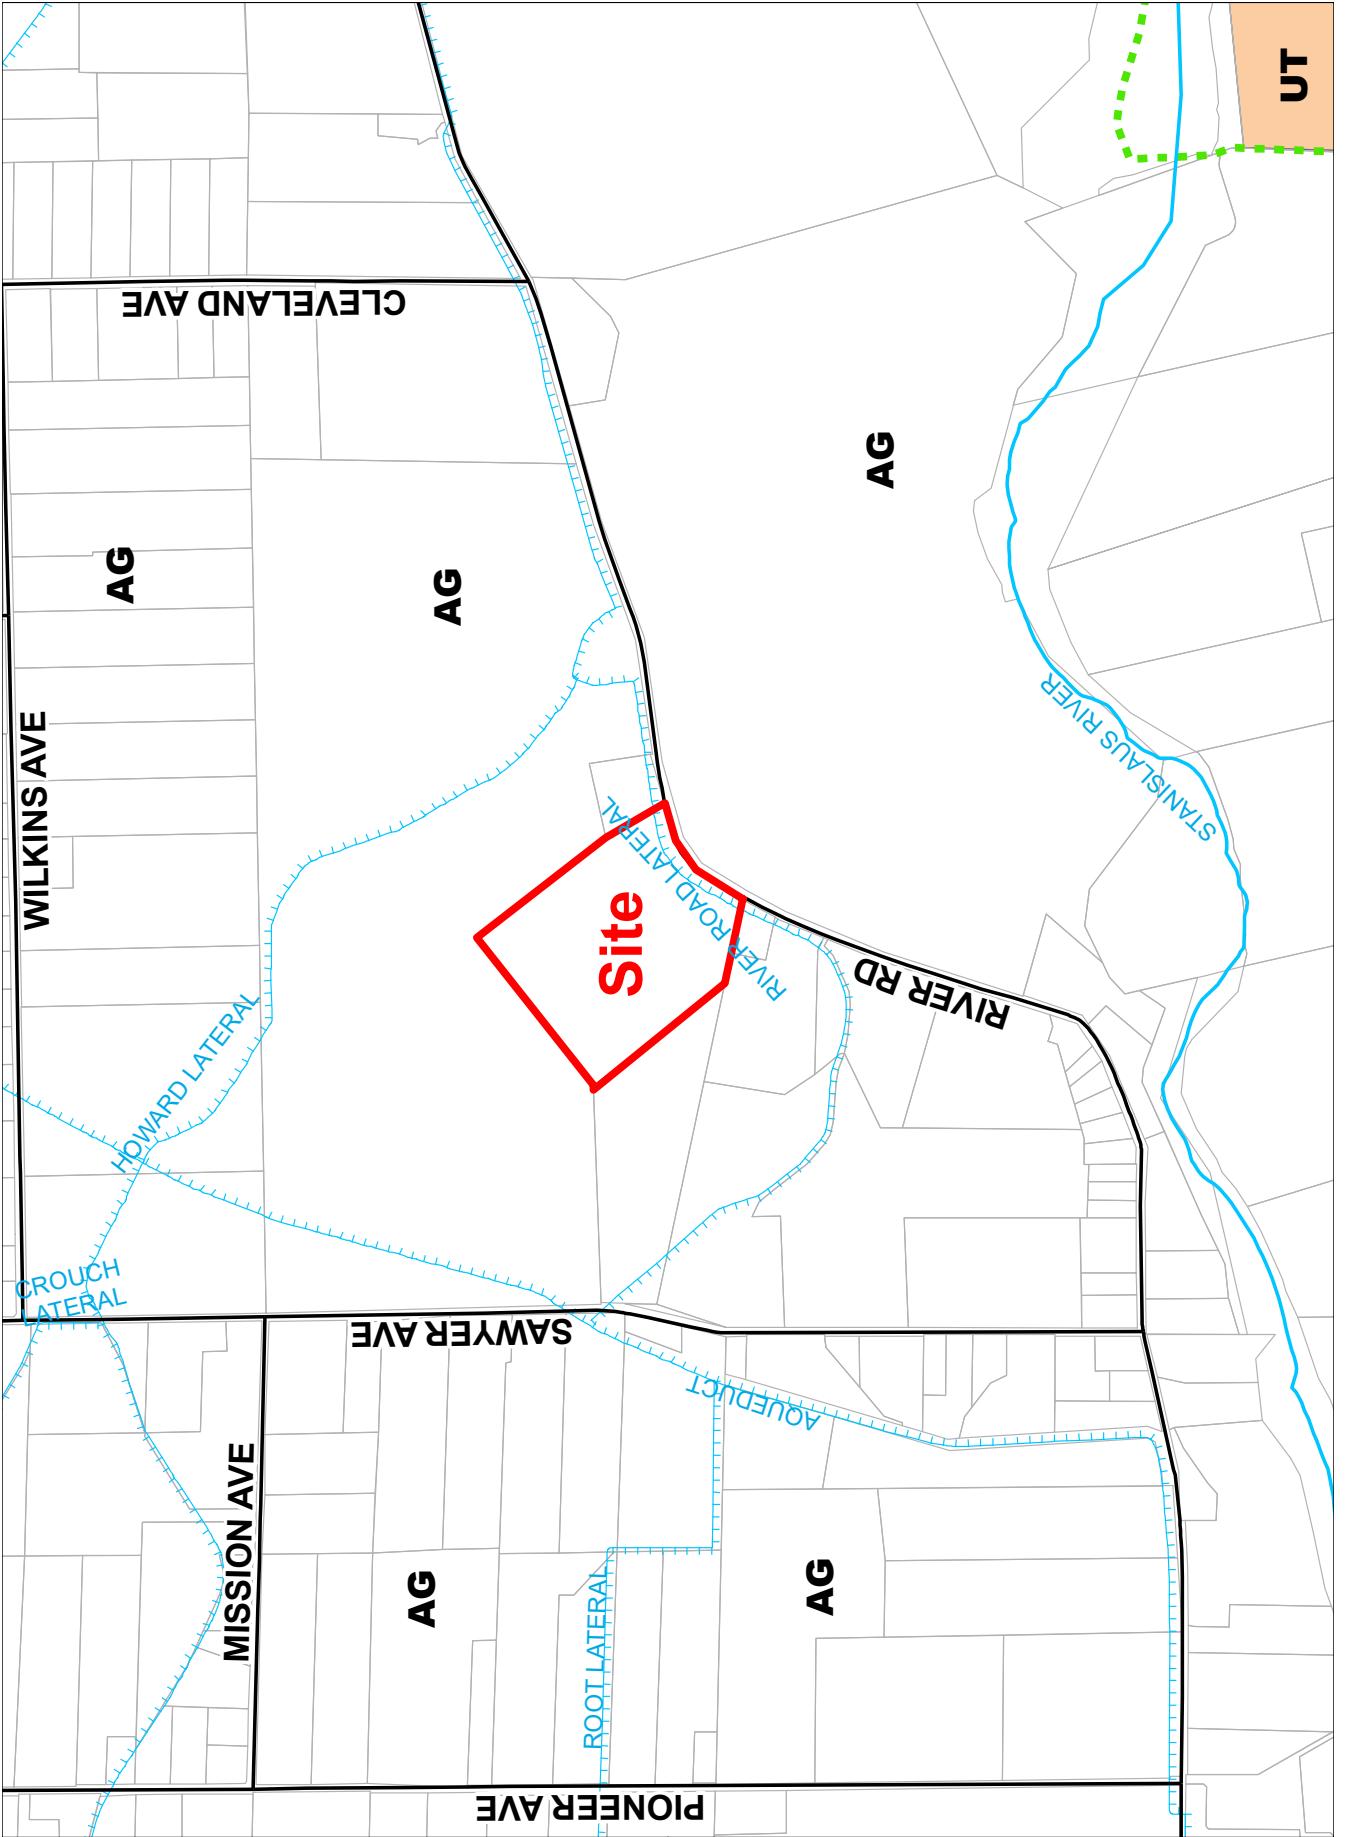 UT
CLEVELAND AVE
AG
AG
AG
WILKINS AVE
STANISLAUS RIVER
RIVER ROAD LATERAL
Site
RIVER RD
HOWARD LATERAL
CROUCH
LATERAL
SAWYER AVE
AQUEDUCT
MISSION AVE
AG
AG
ROOT LATERAL
PIONEER AVE